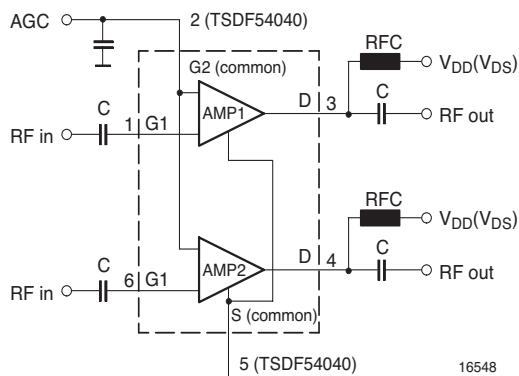 AGC
2 (TSDF54040)
G2 (common)
RFC
V_DD(V_DS)
C
C
D
3
RF out
RF in
1
G1
AMP1
RFC
V_DD(V_DS)
C
C
D
4
RF out
RF in
6
G1
AMP2
S (common)
5 (TSDF54040)
16548